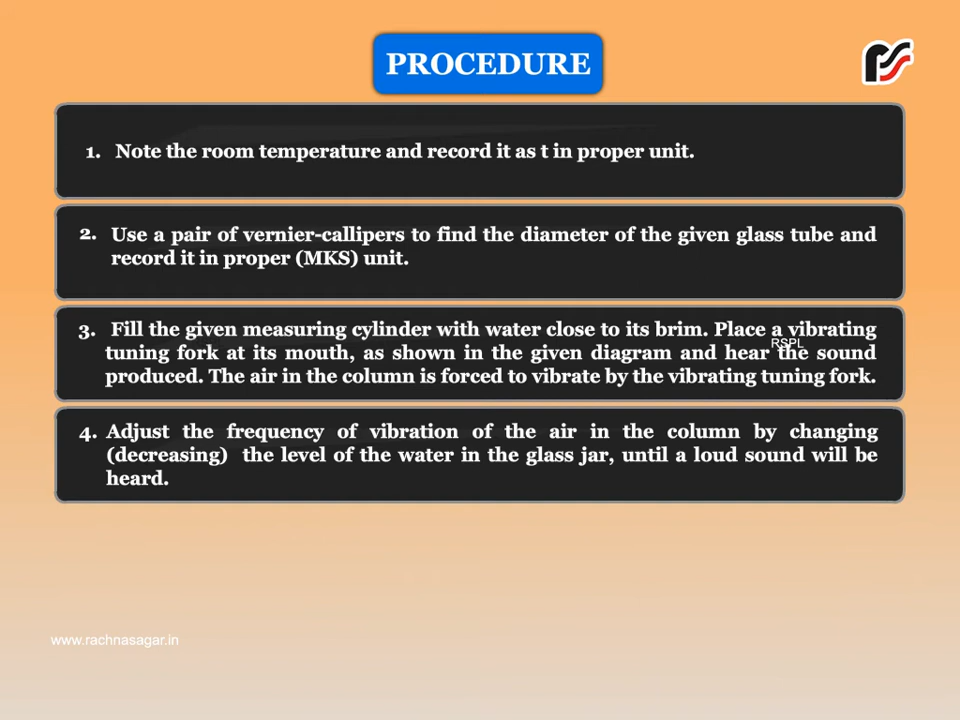 PROCEDURE
1. Note the room temperature and record it as t in proper unit.
2. Use a pair of vernier-callipers to find the diameter of the given glass tube and
record it in proper (MKS) unit.
3. Fill the given measuring cylinder with water close to its brim. Place a vibrating
RSPL
tuning fork at its mouth, as shown in the given diagram and hear the sound
produced. The air in the column is forced to vibrate by the vibrating tuning fork.
4. Adjust the frequency of vibration of the air in the column by changing
(decreasing) the level of the water in the glass jar, until a loud sound will be
heard.
www.rachnasagar.in